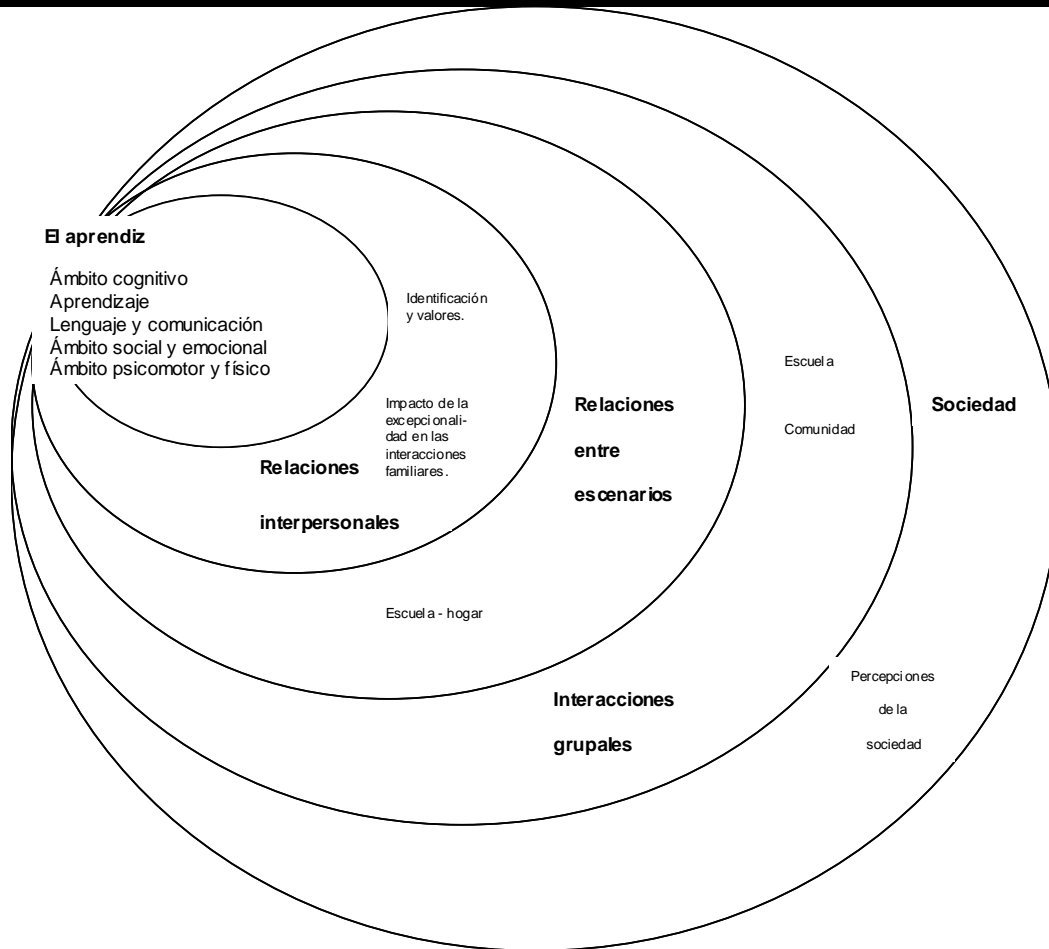 El aprendiz
Ámbito cognitivo
Aprendizaje
Lenguaje y comunicación
Ámbito social y emocional
Ámbito psicomotor y físico
Identificación
y valores.
Impacto de la
excepcionali-
dad en las
interacciones
familiares.
Relaciones
interpersonales
Relaciones
entre
escenarios
Escuela - hogar
Escuela
Comunidad
Interacciones
grupales
Sociedad
Percepciones
de la
sociedad